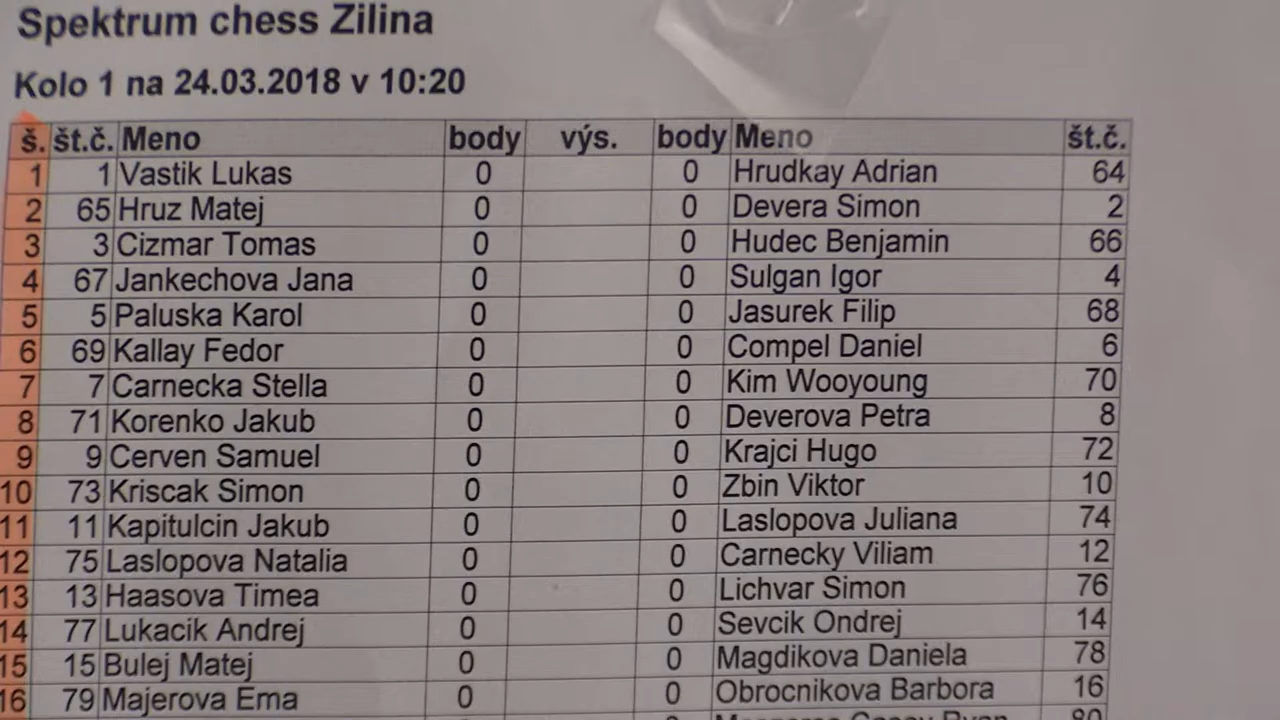 Spektrum chess Zilina
Kolo 1 na 24.03.2018 v 10:20
š. št.č. Meno body výs. body Meno št.č.
1 1 Vastik Lukas 0 0 Hrudkay Adrian 64
2 65 Hruz Matej 0 0 Devera Simon 2
3 3 Cizmar Tomas 0 0 Hudec Benjamin 66
4 67 Jankechova Jana 0 0 Sulgan Igor 4
5 5 Paluska Karol 0 0 Jasurek Filip 68
6 69 Kallay Fedor 0 0 Compel Daniel 6
7 7 Carnecka Stella 0 0 Kim Wooyoung 70
8 71 Korenko Jakub 0 0 Deverova Petra 8
9 9 Cerven Samuel 0 0 Krajci Hugo 72
10 73 Kriscak Simon 0 0 Zbin Viktor 10
11 11 Kapitulcin Jakub 0 0 Laslopova Juliana 74
12 75 Laslopova Natalia 0 0 Carnecky Viliam 12
13 13 Haasova Timea 0 0 Lichvar Simon 76
14 77 Lukacik Andrej 0 0 Sevcik Ondrej 14
15 15 Bulej Matej 0 0 Magdikova Daniela 78
16 79 Majerova Ema 0 0 Obrocnikova Barbora 16